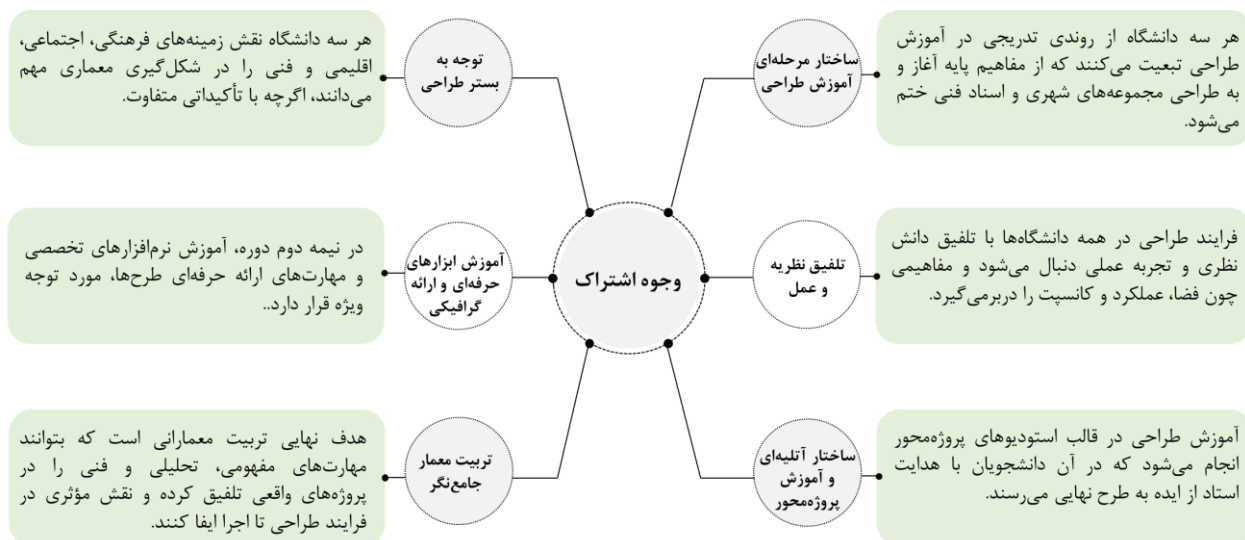 هر سه دانشگاه از روندی تدریجی در آموزش
طراحی تبعیت می‌کنند که از مفاهیم پایه آغاز و
به طراحی مجموعه‌های شهری و اسناد فنی ختم
می‌شود.
ساختار مرحله‌ای
آموزش طراحی
توجه به
بستر طراحی
هر سه دانشگاه نقش زمینه‌های فرهنگی، اجتماعی،
اقلیمی و فنی را در شکل‌گیری معماری مهم
می‌دانند، اگرچه با تأکیداتی متفاوت.
فرایند طراحی در همه دانشگاه‌ها با تلفیق دانش
نظری و تجربه عملی دنبال می‌شود و مفاهیمی
چون فضا، عملکرد و کانسپت را دربرمی‌گیرد.
تلفیق نظریه
و عمل
وجوه اشتراک
آموزش ابزارهای
حرفه‌ای و ارائه
گرافیکی
در نیمه دوم دوره، آموزش نرم‌افزارهای تخصصی
و مهارت‌های ارائه حرفه‌ای طرح‌ها، مورد توجه
ویژه قرار دارد..
آموزش طراحی در قالب استودیوهای پروژه‌محور
انجام می‌شود که در آن دانشجویان با هدایت
استاد از ایده به طرح نهایی می‌رسند.
ساختار آتلیه‌ای
و آموزش
پروژه‌محور
تربیت معمار
جامع‌نگر
هدف نهایی تربیت معمارانی است که بتوانند
مهارت‌های مفهومی، تحلیلی و فنی را در
پروژه‌های واقعی تلفیق کرده و نقش مؤثری در
فرایند طراحی تا اجرا ایفا کنند.